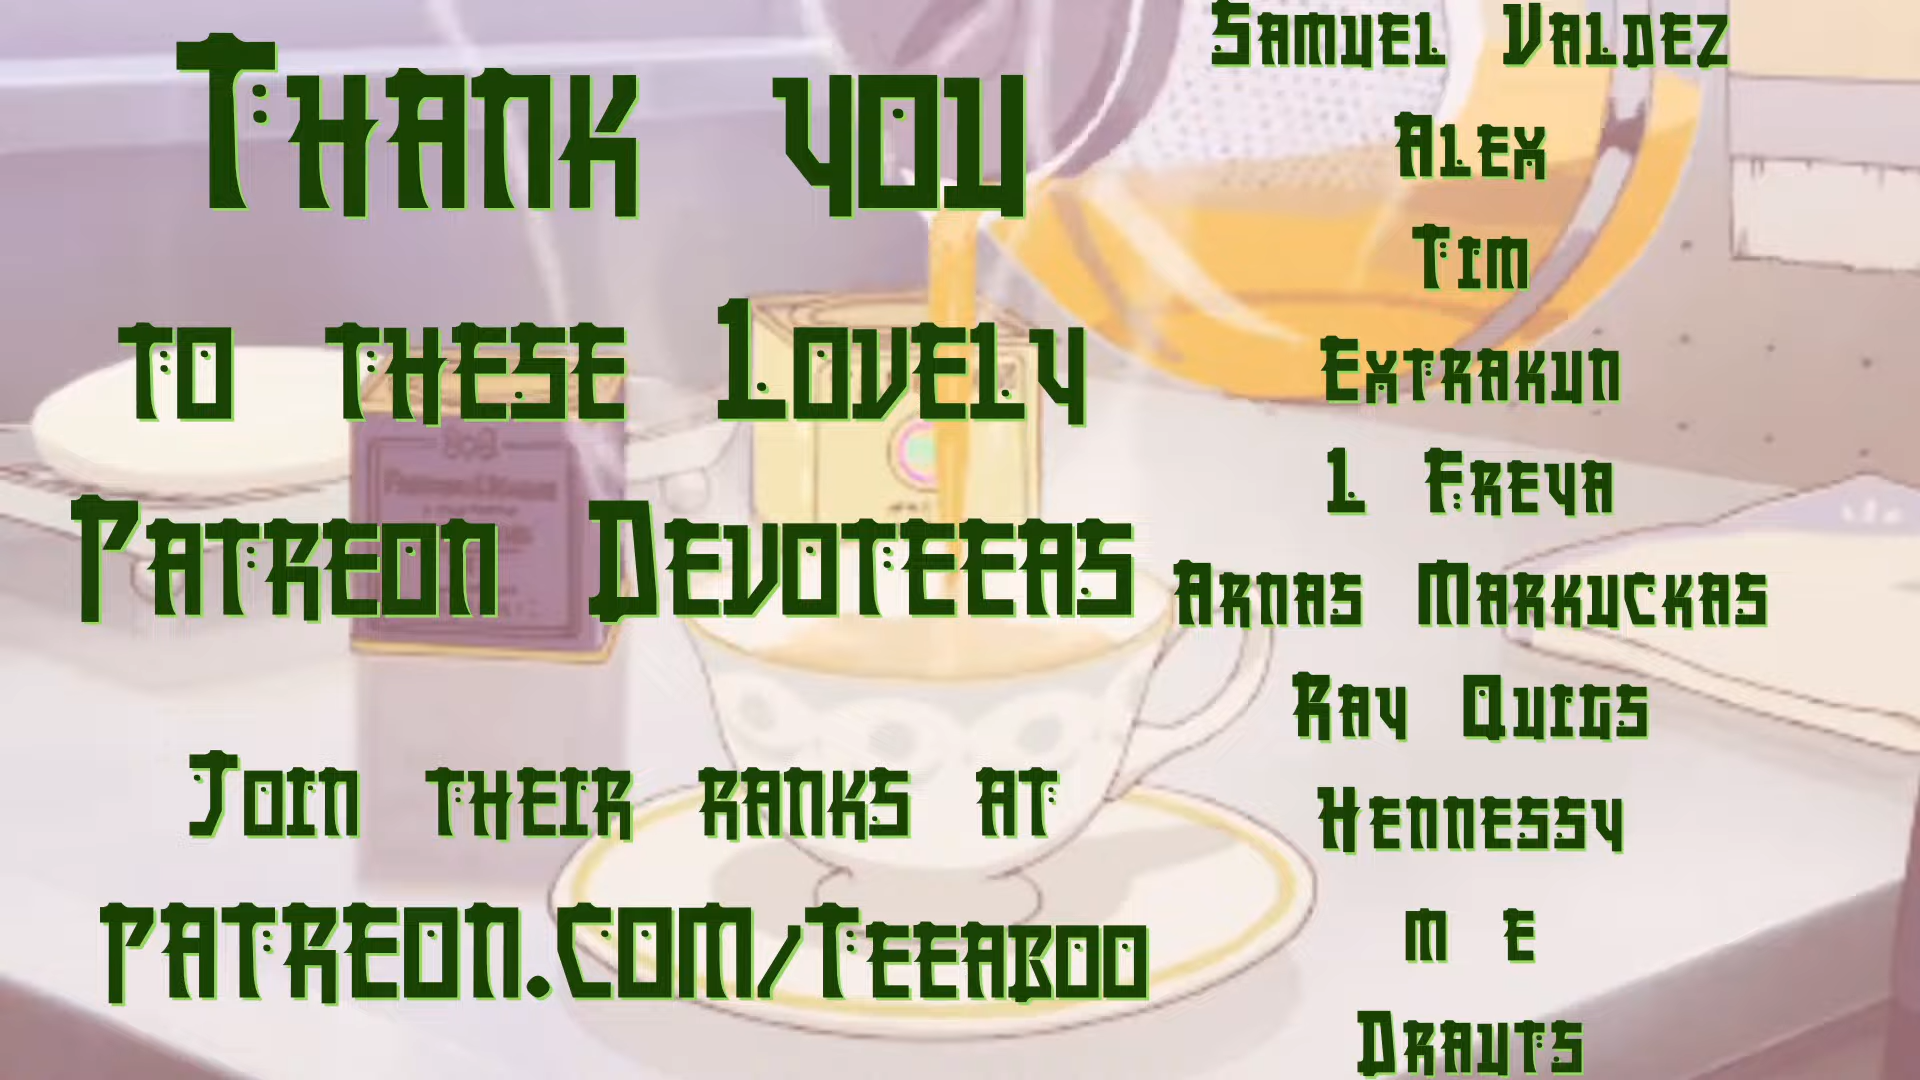 Thank you
to these Lovely
Patreon Devoteeas
Join their ranks at
patreon.com/Teeaboo
Samuel Valdez
Alex
Tim
Extrakun
L Freya
Arnas Markuckas
Ray Quigs
Hennessy
m e
Drauts